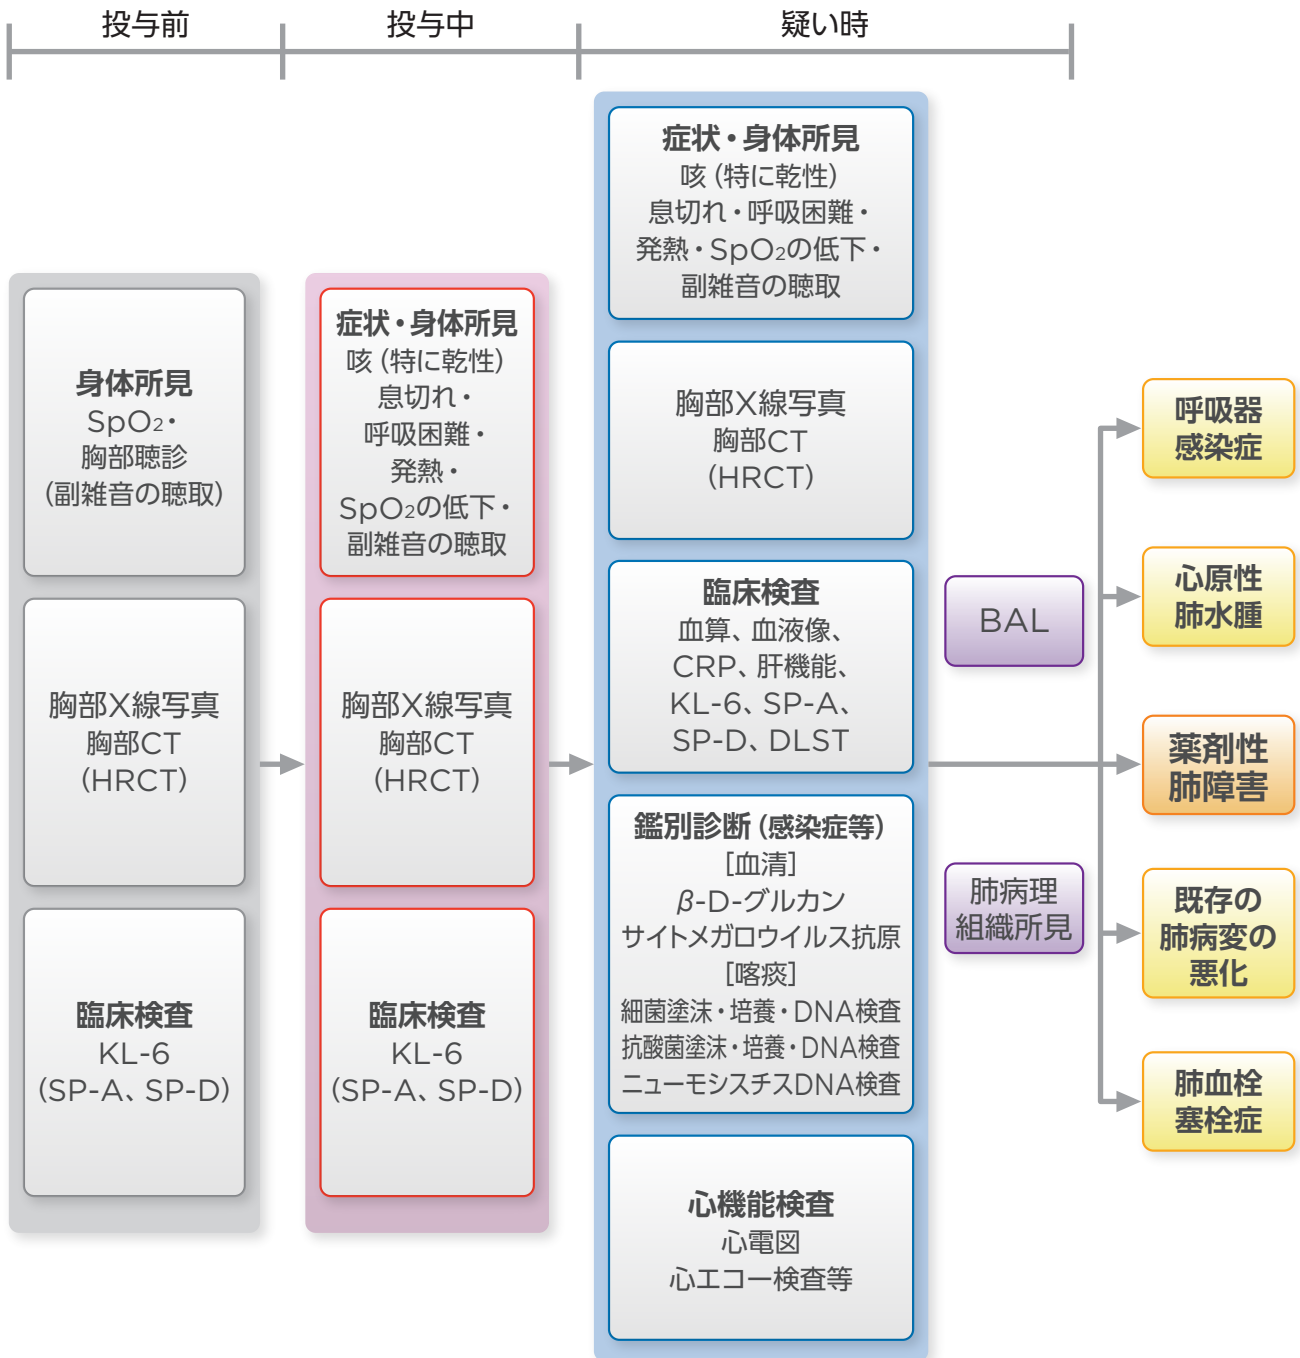 投与前
投与中
疑い時
身体所見
SpO₂・
胸部聴診
(副雑音の聴取)
胸部X線写真
胸部CT
(HRCT)
臨床検査
KL-6
(SP-A、SP-D)
症状・身体所見
咳(特に乾性)
息切れ・
呼吸困難・
発熱・
SpO₂の低下・
副雑音の聴取
胸部X線写真
胸部CT
(HRCT)
臨床検査
KL-6
(SP-A、SP-D)
症状・身体所見
咳(特に乾性)
息切れ・呼吸困難・
発熱・SpO₂の低下・
副雑音の聴取
胸部X線写真
胸部CT
(HRCT)
臨床検査
血算、血液像、
CRP、肝機能、
KL-6、SP-A、
SP-D、DLST
鑑別診断(感染症等)
[血清]
β-D-グルカン
サイトメガロウイルス抗原
[喀痰]
細菌塗沫・培養・DNA検査
抗酸菌塗沫・培養・DNA検査
ニューモシスチスDNA検査
心機能検査
心電図
心エコー検査等
BAL
肺病理
組織所見
呼吸器
感染症
心原性
肺水腫
薬剤性
肺障害
既存の
肺病変の
悪化
肺血栓
塞栓症